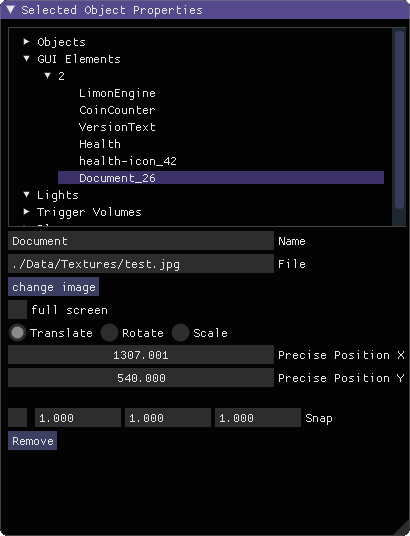 Selected Object Properties
Objects
GUI Elements
2
LimonEngine
CoinCounter
VersionText
Health
health-icon_42
Document_26
Lights
Trigger Volumes
Document Name
./Data/Textures/test.jpg File
change image
full screen
Translate Rotate Scale
1307.001 Precise Position X
540.000 Precise Position Y
1.000 1.000 1.000 Snap
Remove